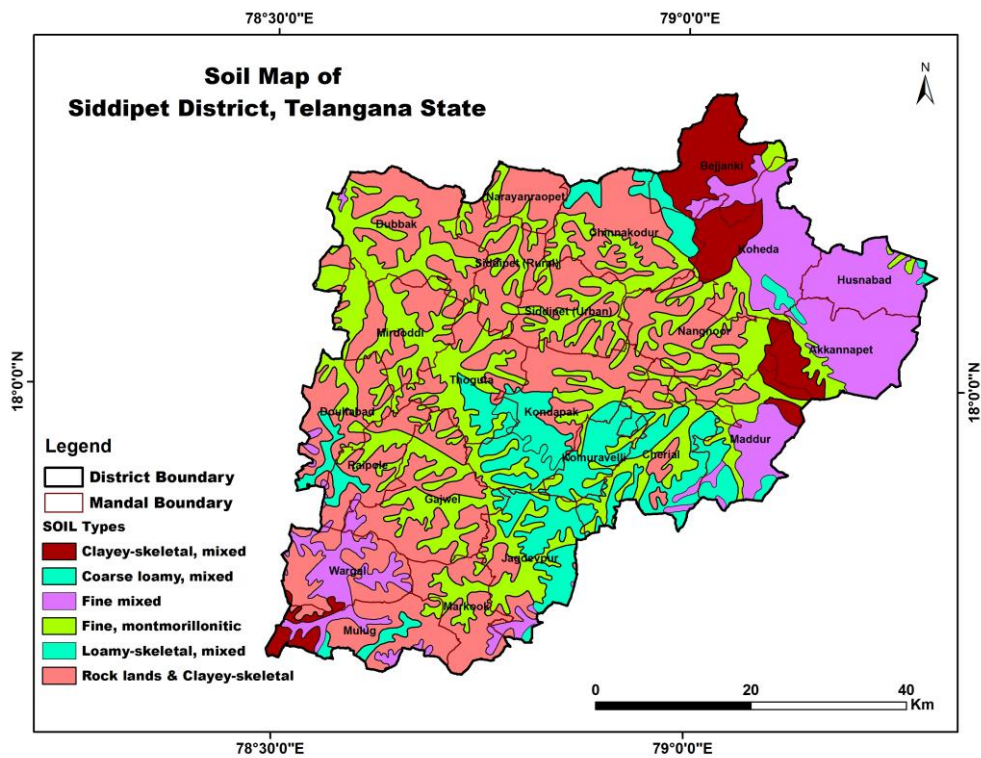 78°30'0"E
79°0'0"E
Soil Map of
Siddipet District, Telangana State
N
Bejjanki
Narayanraopet
Dubbak
Chinnakodur
Koheda
Siddipet (Rural)
Husnabad
Siddipet (Urban)
Mirdoddi
Nangnoor
Akkannapet
Thoguta
18°0'0"N
18°0'0"N
Doultabad
Kondapak
Maddur
Legend
Raipole
Komuravelli
Cherial
District Boundary
Gajwel
Mandal Boundary
SOIL Types
Clayey-skeletal, mixed
Jagdevpur
Coarse loamy, mixed
Wargal
Fine mixed
Markook
Fine, montmorillonitic
Mulug
Loamy-skeletal, mixed
Rock lands & Clayey-skeletal
0 20 40
Km
78°30'0"E
79°0'0"E